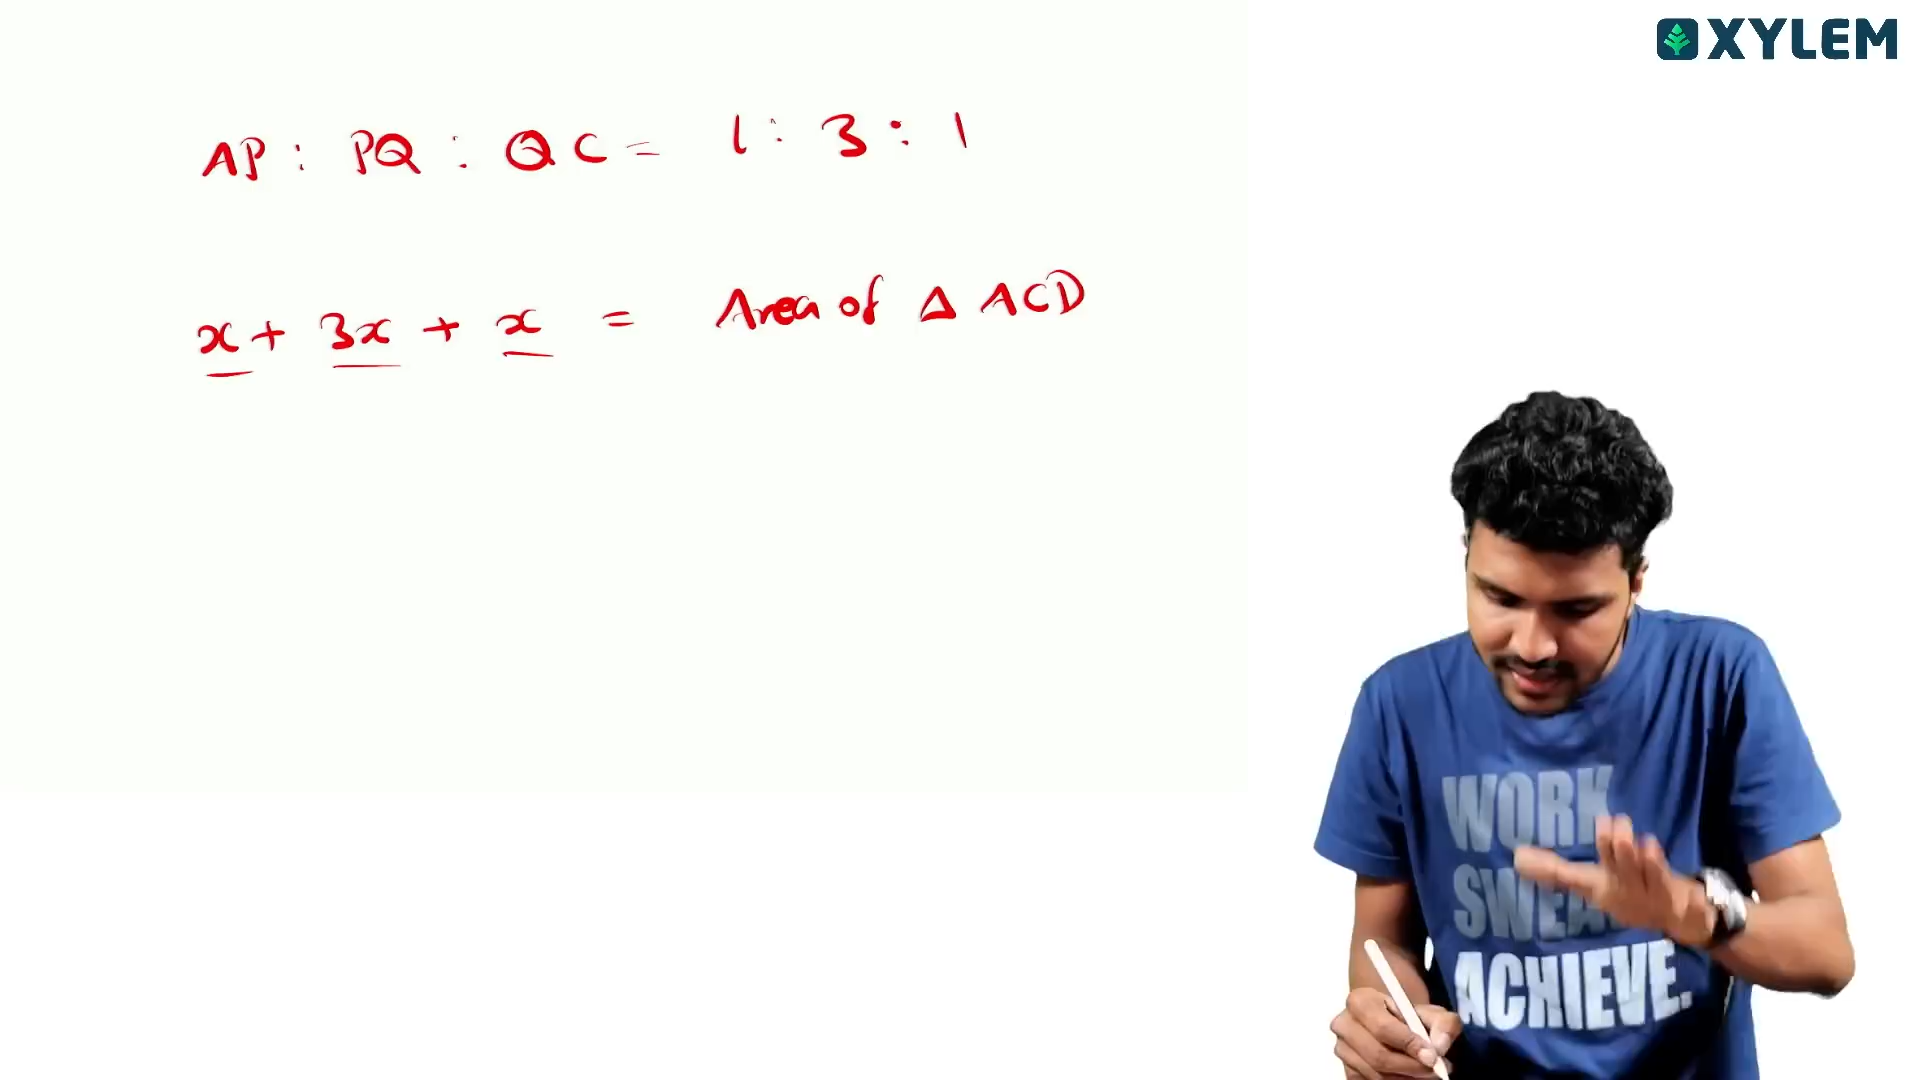 XYLEM
AP : PQ : QC = 1 : 3 : 1
x + 3x + x = Area of Δ ACD
WORK
SWEA
ACHIEVE.